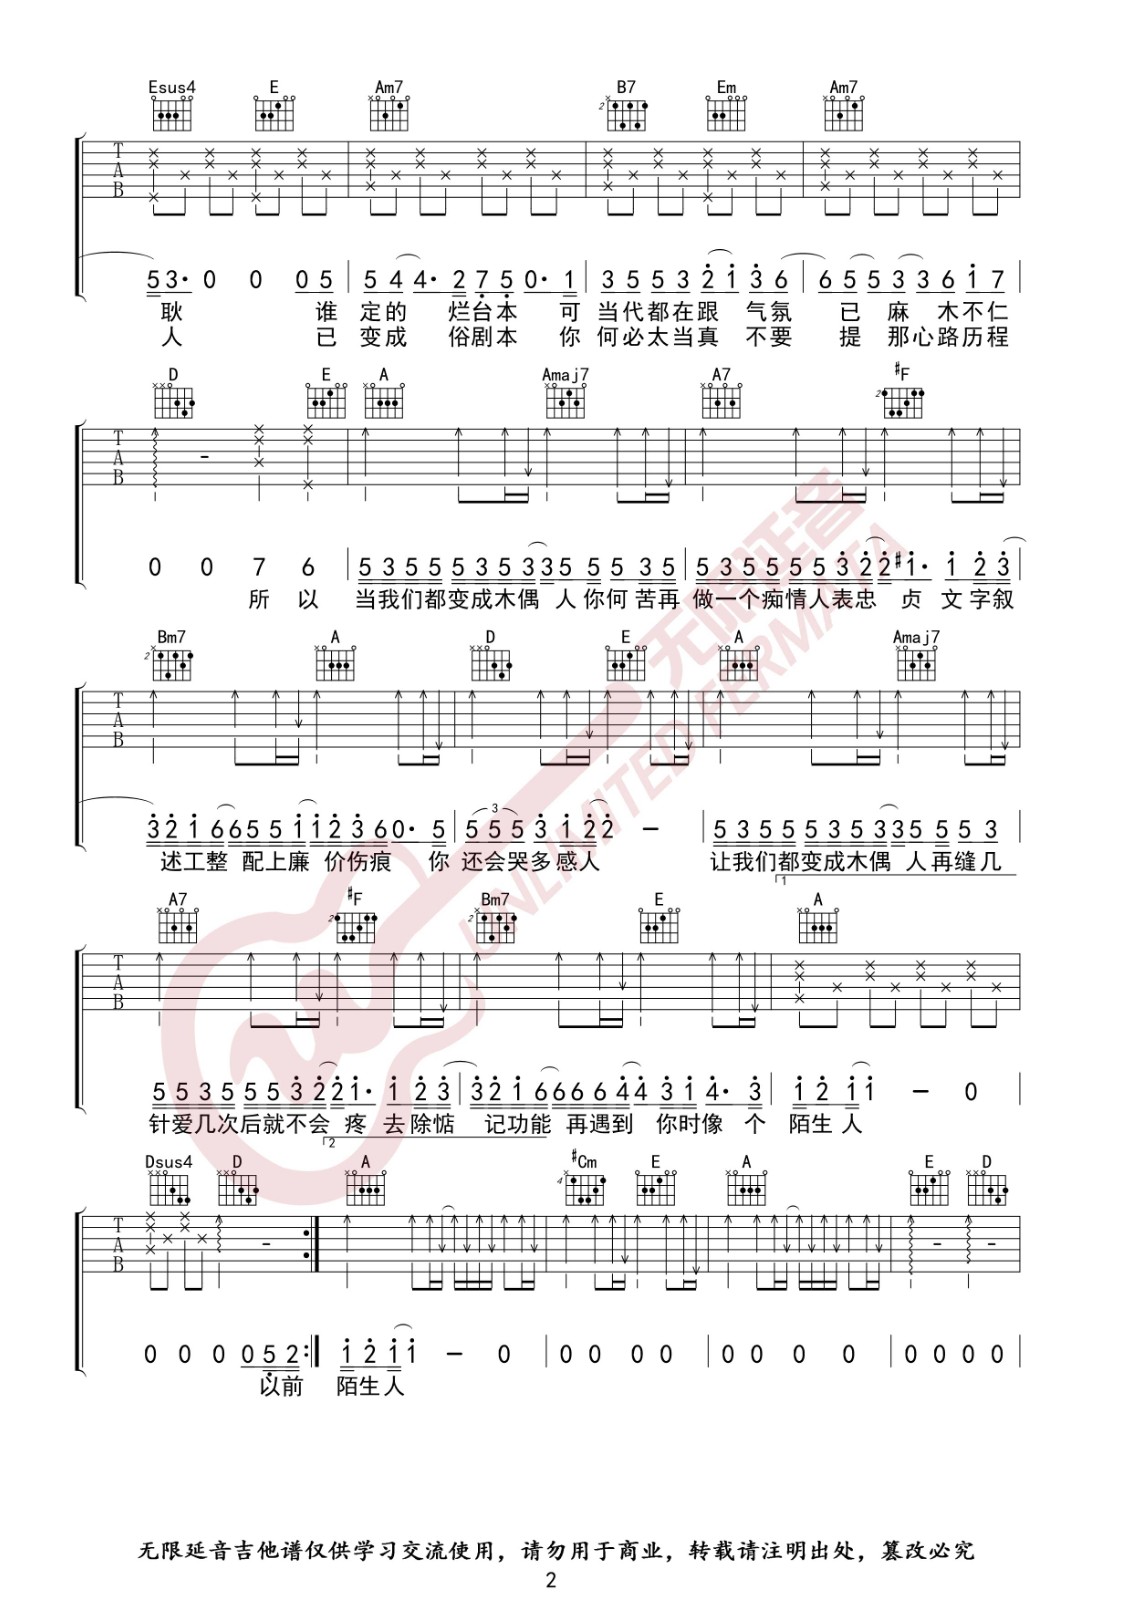 Esus4 E Am7 B7 Em Am7
5 3· 0 0 0 5 5 4 4· 2 7 5 0· 1 3 5 5 3 2 1 3 6 6 5 5 3 3 6 1 7
耿 谁 定的 烂台本 可 当代都在跟 气氛 已 麻 木不仁
人 已 变成 俗剧本 你 何必太当真 不要 提 那心路历程
D E A Amaj7 A7 #F
0 0 7 6 5 3 5 5 5 3 5 3 3 5 5 3 5 5 3 5 5 5 5 3 2 2 #1· 1 2 3
所 以 当我们都变成木偶 人你何 苦再 做一个痴情人表忠 贞 文字叙
Bm7 A D E A Amaj7
3 2 1 6 6 5 5 1 1 2 3 6 0· 5 5 5 5 3 1 2 2 — 5 3 5 5 5 3 5 3 3 5 5 5 3
述工整 配上廉 价伤痕 你 还会哭多感人 让我们都变成木偶 人再缝几
1
A7 #F Bm7 E A
5 5 3 5 5 5 3 2 2 1· 1 2 3 3 2 1 6 6 6 6 4 4 3 1 4· 3 1 2 1 1 — 0
针爱几次后就不会 疼 去除惦 记功能 再遇到 你时像 个 陌生人
2
Dsus4 D A #Cm E A E D
0 0 0 0 5 2 1 2 1 1 — 0 0 0 0 0 0 0 0 0 0 0 0 0
以前 陌生人
无限延音
UNLIMITED FERMATA
无限延音吉他谱仅供学习交流使用，请勿用于商业，转载请注明出处，篡改必究
2